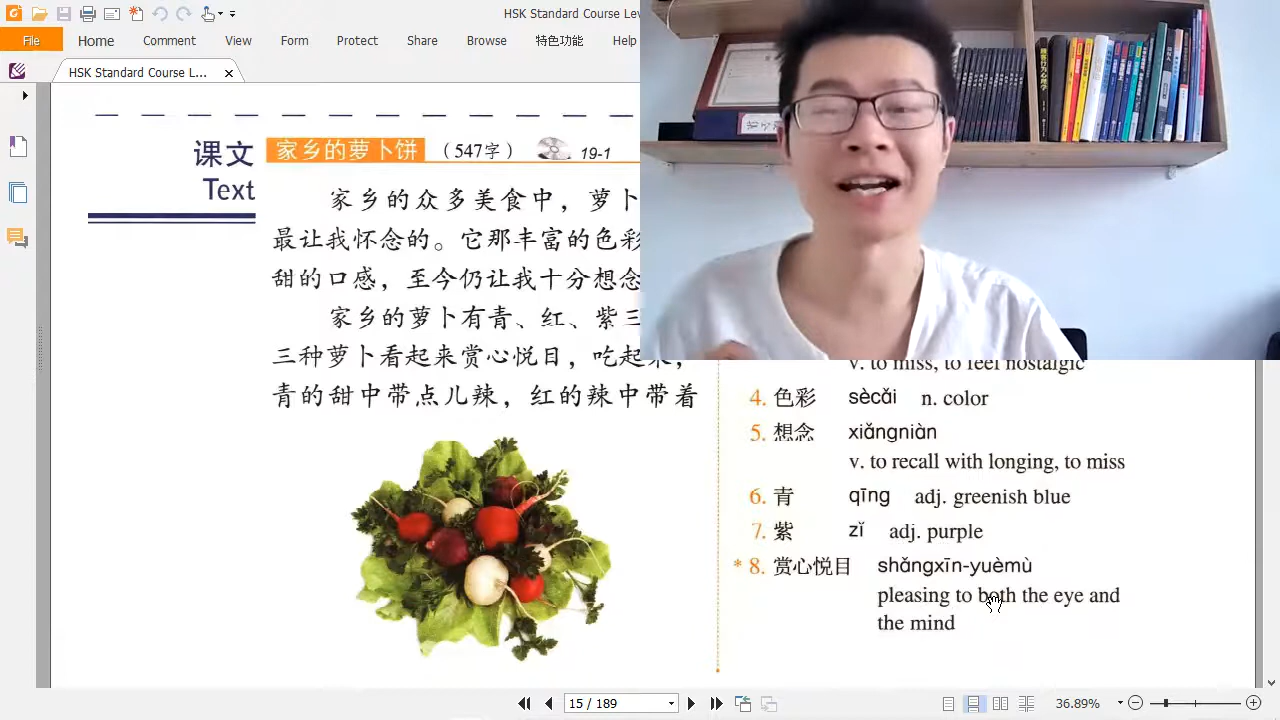 HSK Standard Course Le
File Home Comment View Form Protect Share Browse 特色功能 Help
HSK Standard Course L...
课文
Text
家乡的萝卜饼 （547字） 19-1
家乡的众多美食中，萝卜
最让我怀念的。它那丰富的色彩
甜的口感，至今仍让我十分想念
家乡的萝卜有青、红、紫三
三种萝卜看起来赏心悦目，吃起来，
青的甜中带点儿辣，红的辣中带着
v. to miss, to feel nostalgic
4. 色彩 sècǎi n. color
5. 想念 xiǎngniàn
v. to recall with longing, to miss
6. 青 qīng adj. greenish blue
7. 紫 zǐ adj. purple
* 8. 赏心悦目 shǎngxīn-yuèmù
pleasing to both the eye and
the mind
15 / 189
36.89%